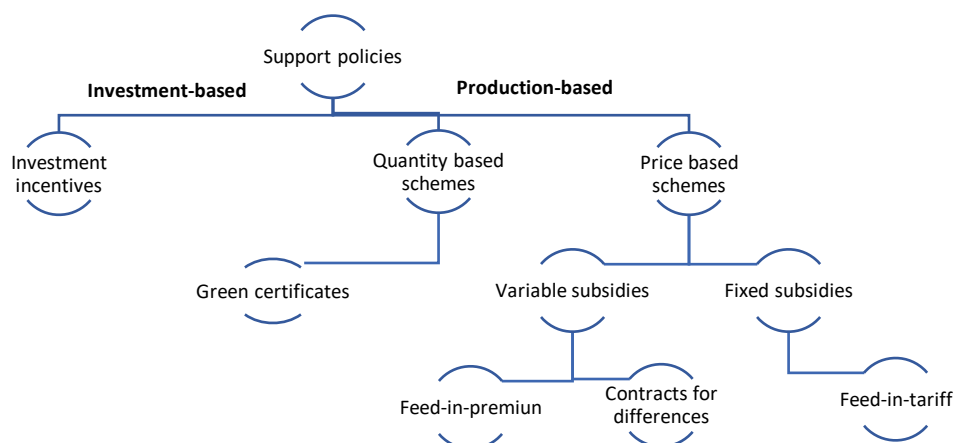 Support policies
Investment-based
Production-based
Investment
incentives
Quantity based
schemes
Price based
schemes
Green certificates
Variable subsidies
Fixed subsidies
Feed-in-premiun
Contracts for
differences
Feed-in-tariff